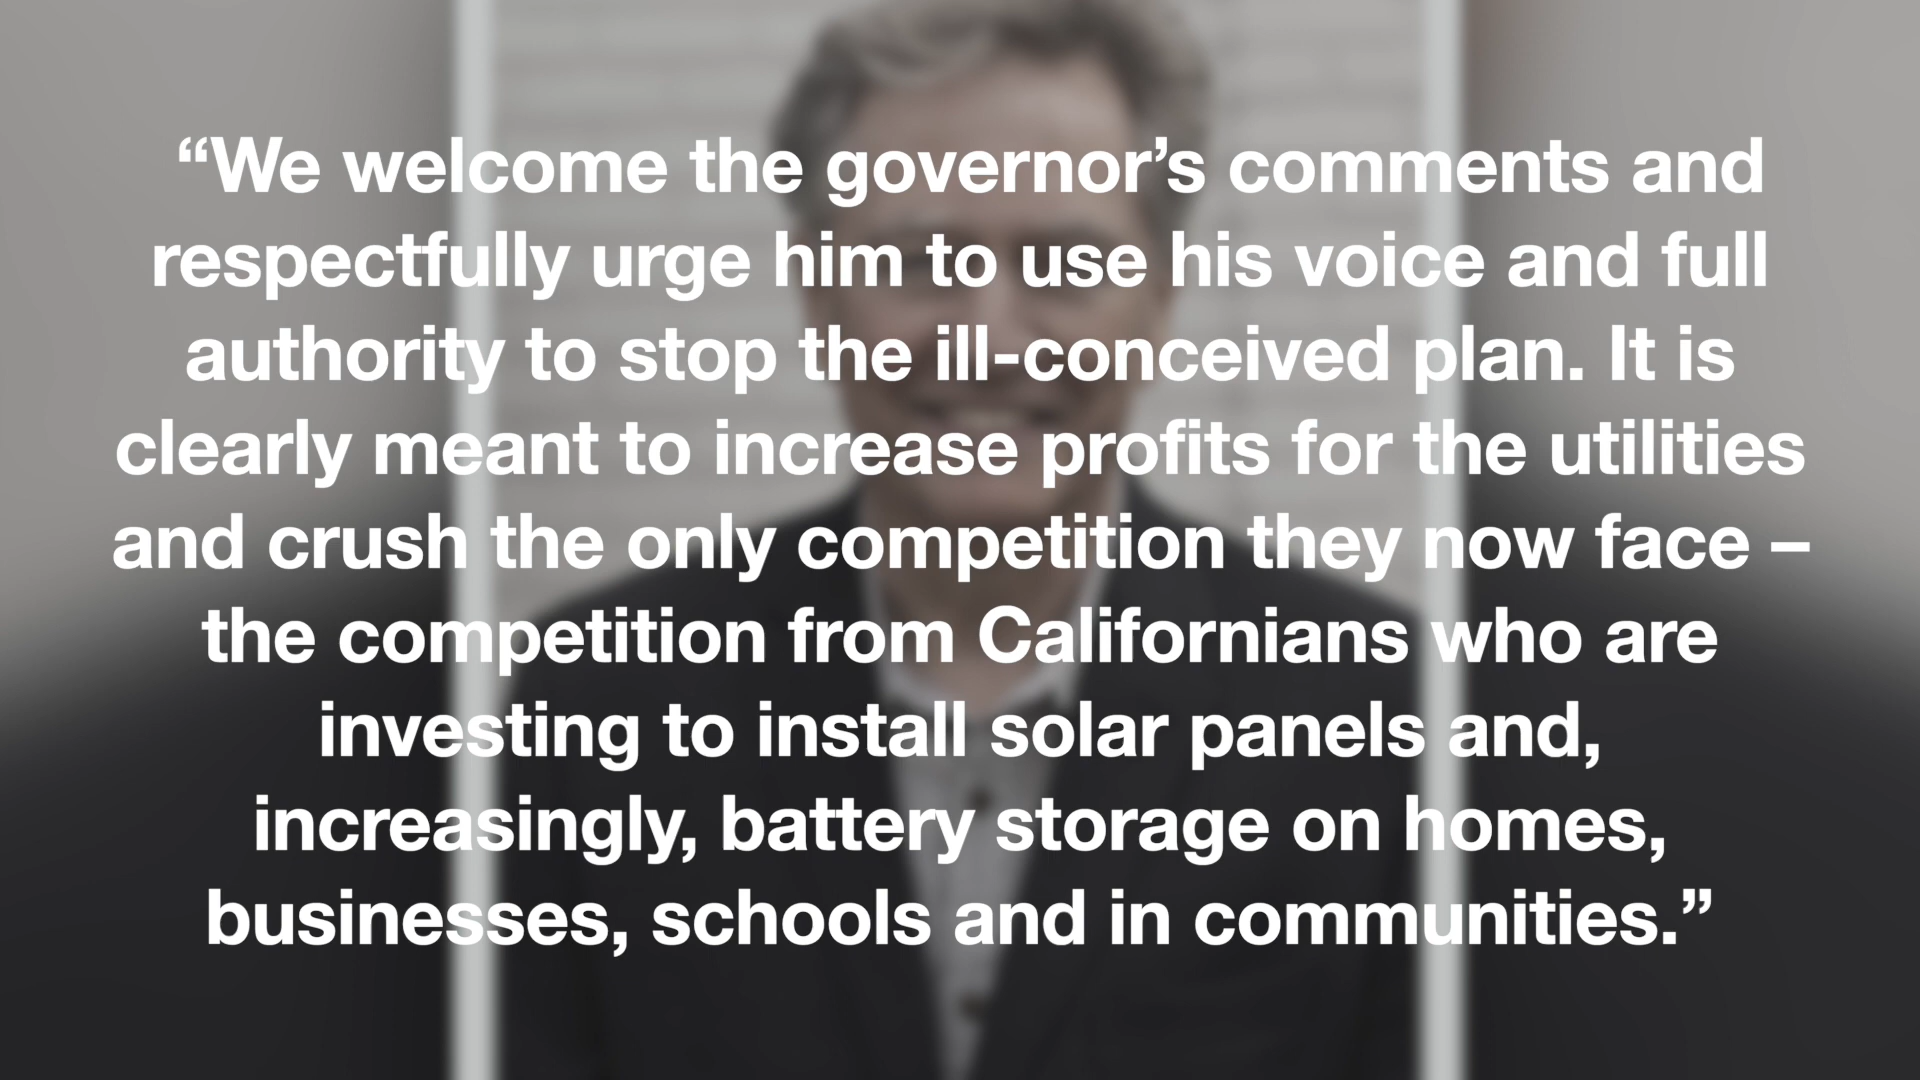 “We welcome the governor’s comments and
respectfully urge him to use his voice and full
authority to stop the ill-conceived plan. It is
clearly meant to increase profits for the utilities
and crush the only competition they now face –
the competition from Californians who are
investing to install solar panels and,
increasingly, battery storage on homes,
businesses, schools and in communities.”